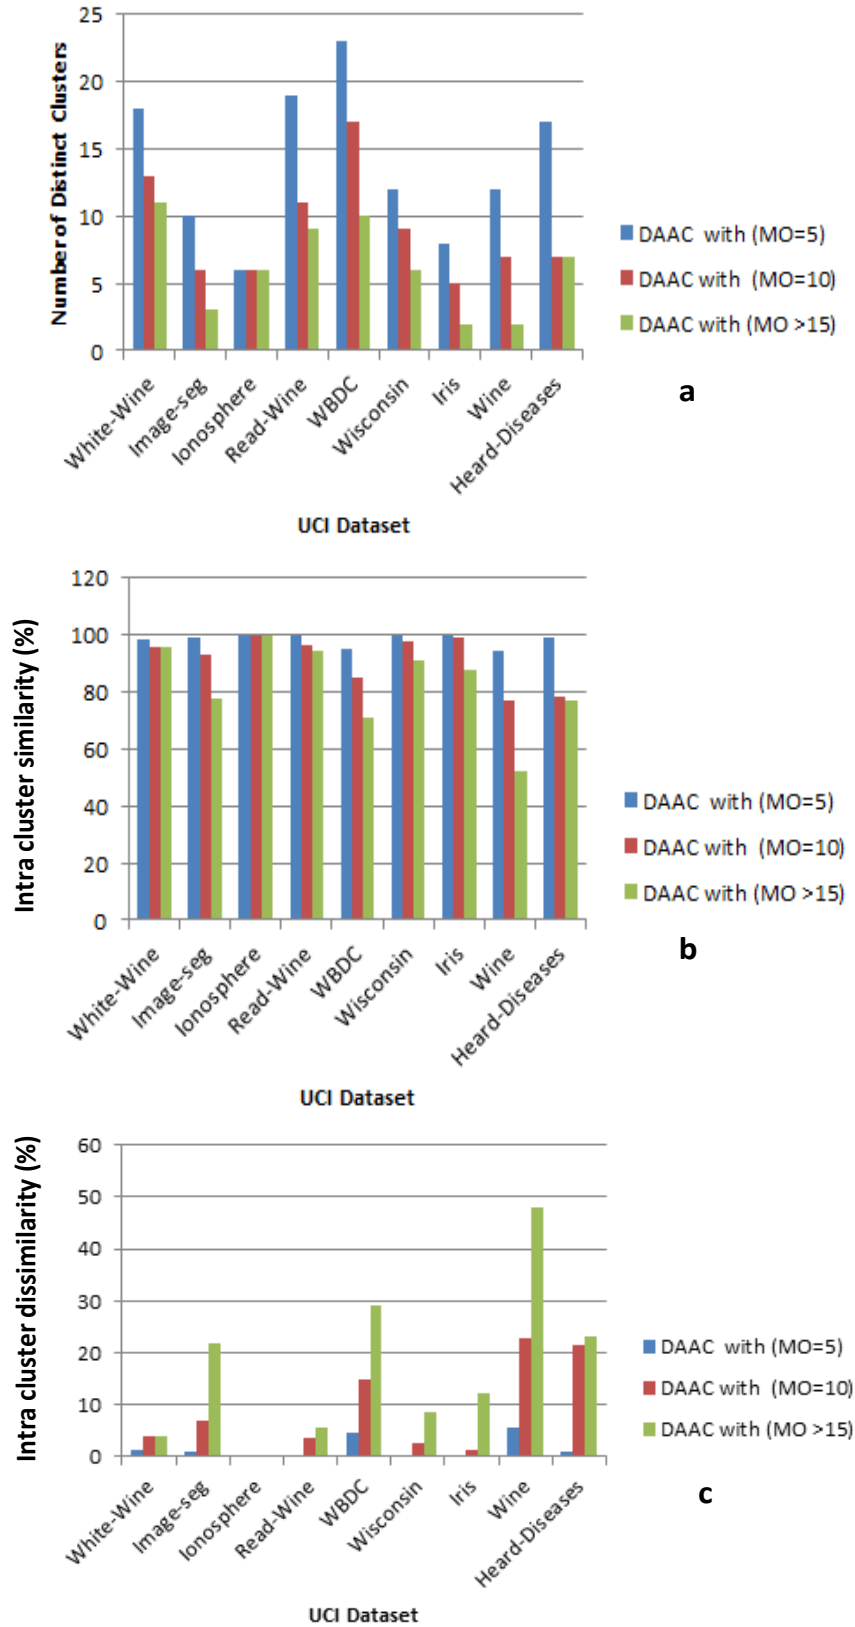 Number of Distinct Clusters
25
20
15
10
5
0
White-Wine
Image-seg
Ionosphere
Read-Wine
WBDC
Wisconsin
Iris
Wine
Heard-Diseases
UCI Dataset
DAAC with (MO=5)
DAAC with (MO=10)
DAAC with (MO >15)
a
Intra cluster similarity (%)
120
100
80
60
40
20
0
White-Wine
Image-seg
Ionosphere
Read-Wine
WBDC
Wisconsin
Iris
Wine
Heard-Diseases
UCI Dataset
DAAC with (MO=5)
DAAC with (MO=10)
DAAC with (MO >15)
b
Intra cluster dissimilarity (%)
60
50
40
30
20
10
0
White-Wine
Image-seg
Ionosphere
Read-Wine
WBDC
Wisconsin
Iris
Wine
Heard-Diseases
UCI Dataset
DAAC with (MO=5)
DAAC with (MO=10)
DAAC with (MO >15)
c